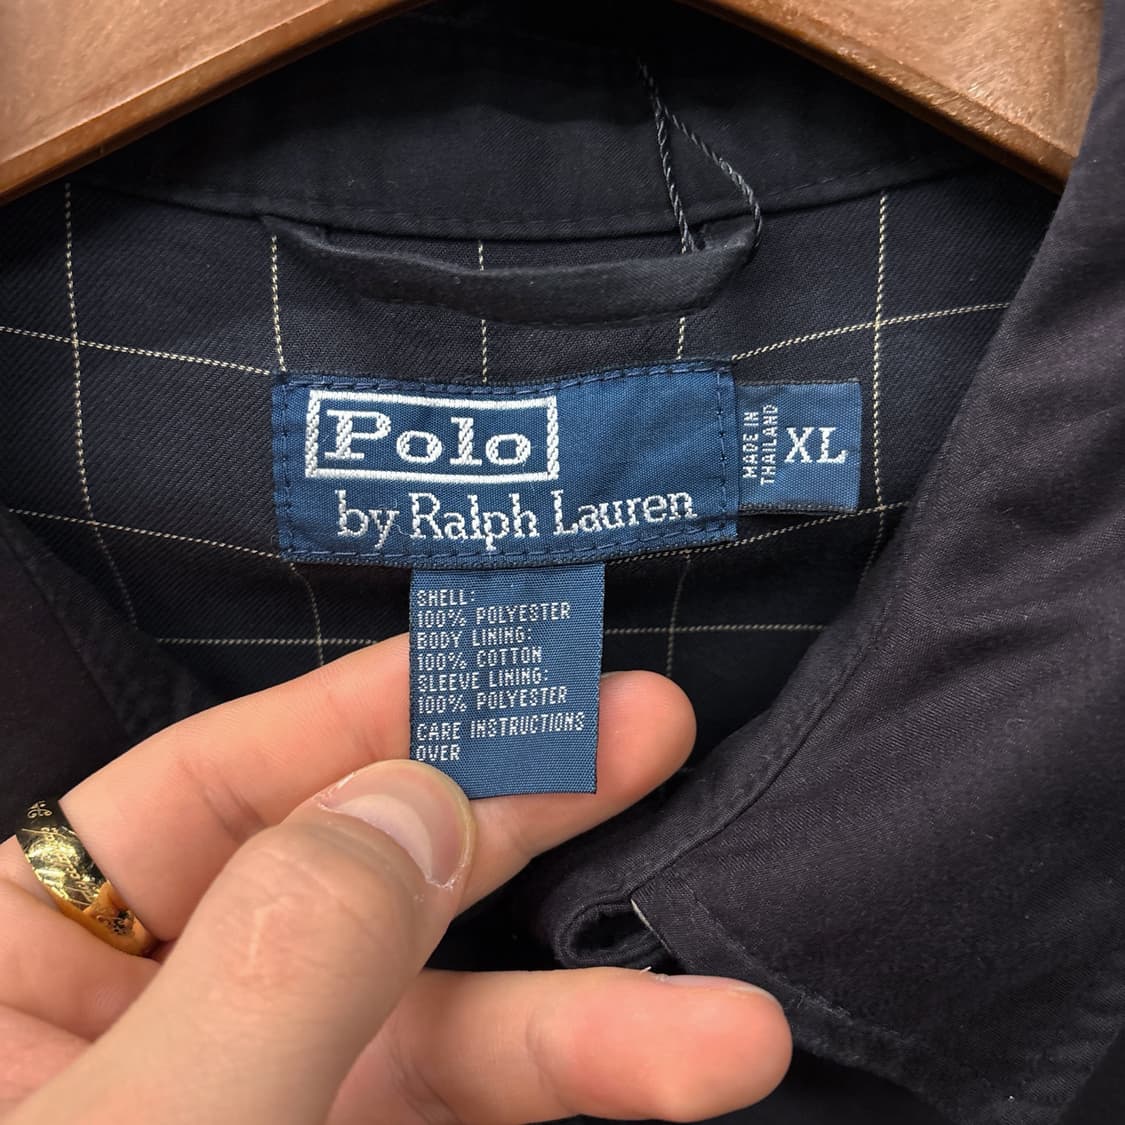 Polo
by Ralph Lauren
MADE IN
THAILAND
XL
SHELL:
100% POLYESTER
BODY LINING:
100% COTTON
SLEEVE LINING:
100% POLYESTER
CARE INSTRUCTIONS
OVER